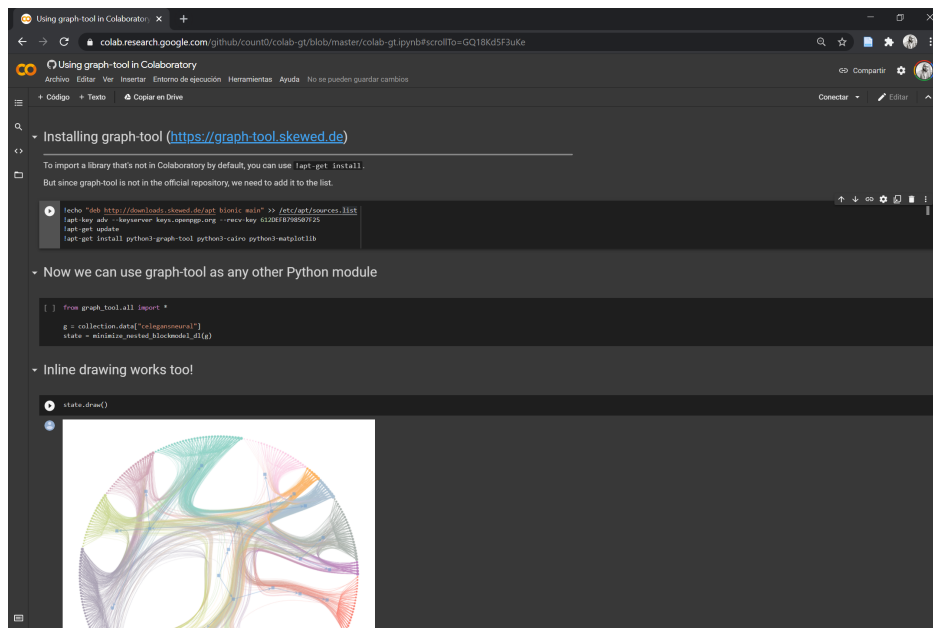 Using graph-tool in Colaboratory
colab.research.google.com/github/count0/colab-gt/blob/master/colab-gt.ipynb#scrollTo=GQ18Kd5F3uKe
Using graph-tool in Colaboratory
Compartir
Archivo Editar Ver Insertar Entorno de ejecución Herramientas Ayuda No se pueden guardar cambios
+ Código + Texto Copiar en Drive Conectar Editar
Installing graph-tool (https://graph-tool.skewed.de)
To import a library that's not in Colaboratory by default, you can use !apt-get install.
But since graph-tool is not in the official repository, we need to add it to the list.
!echo "deb http://downloads.skewed.de/apt bionic main" >> /etc/apt/sources.list
!apt-key adv --keyserver keys.openpgp.org --recv-key 612DEFB798507F25
!apt-get update
!apt-get install python3-graph-tool python3-cairo python3-matplotlib
Now we can use graph-tool as any other Python module
[ ] from graph_tool.all import *
g = collection.data["celegansneural"]
state = minimize_nested_blockmodel_dl(g)
Inline drawing works too!
state.draw()